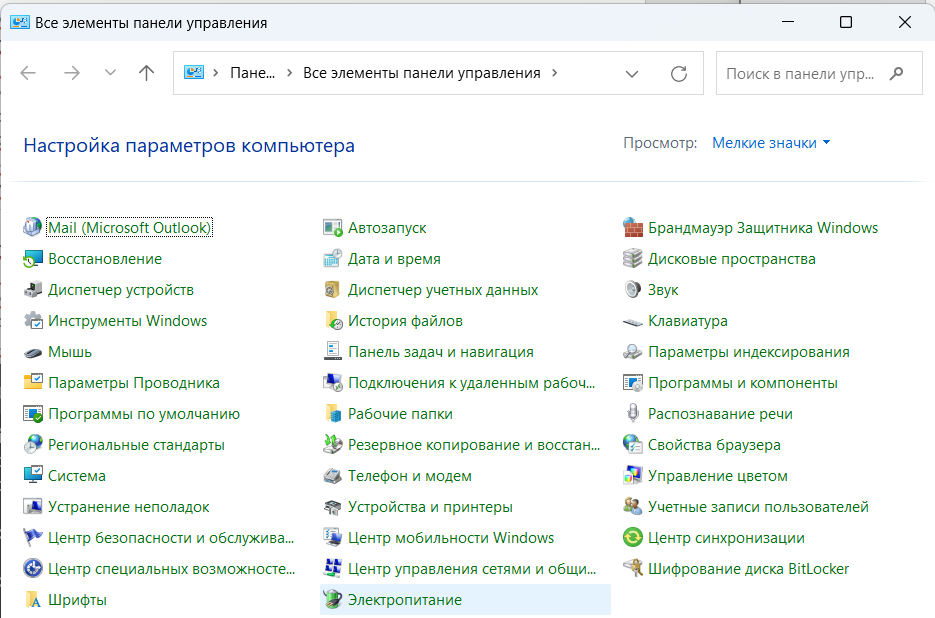 Все элементы панели управления
Пане... Все элементы панели управления
Поиск в панели упр...
Настройка параметров компьютера
Просмотр: Мелкие значки
Mail (Microsoft Outlook) Автозапуск Брандмауэр Защитника Windows
Восстановление Дата и время Дисковые пространства
Диспетчер устройств Диспетчер учетных данных Звук
Инструменты Windows История файлов Клавиатура
Мышь Панель задач и навигация Параметры индексирования
Параметры Проводника Подключения к удаленным рабоч... Программы и компоненты
Программы по умолчанию Рабочие папки Распознавание речи
Региональные стандарты Резервное копирование и восстан... Свойства браузера
Система Телефон и модем Управление цветом
Устранение неполадок Устройства и принтеры Учетные записи пользователей
Центр безопасности и обслужива... Центр мобильности Windows Центр синхронизации
Центр специальных возможносте... Центр управления сетями и общи... Шифрование диска BitLocker
Шрифты Электропитание